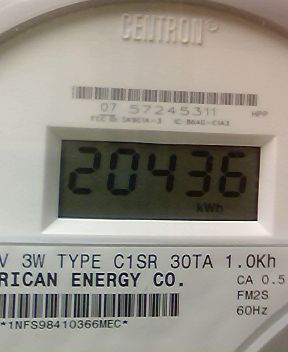 CENTRON®
07 57245311
HPP
20436
kWh
V 3W TYPE C1SR 30TA 1.0Kh
RICAN ENERGY CO.
CA 0.5
FM2S
60Hz
*1NFS98410366MEC*